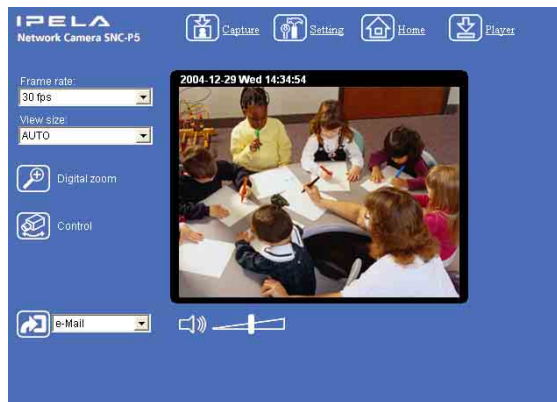 IPELA
Network Camera SNC-P5
Capture
Setting
Home
Player
Frame rate:
30 fps
View size:
AUTO
Digital zoom
Control
2004-12-29 Wed 14:34:54
e-Mail